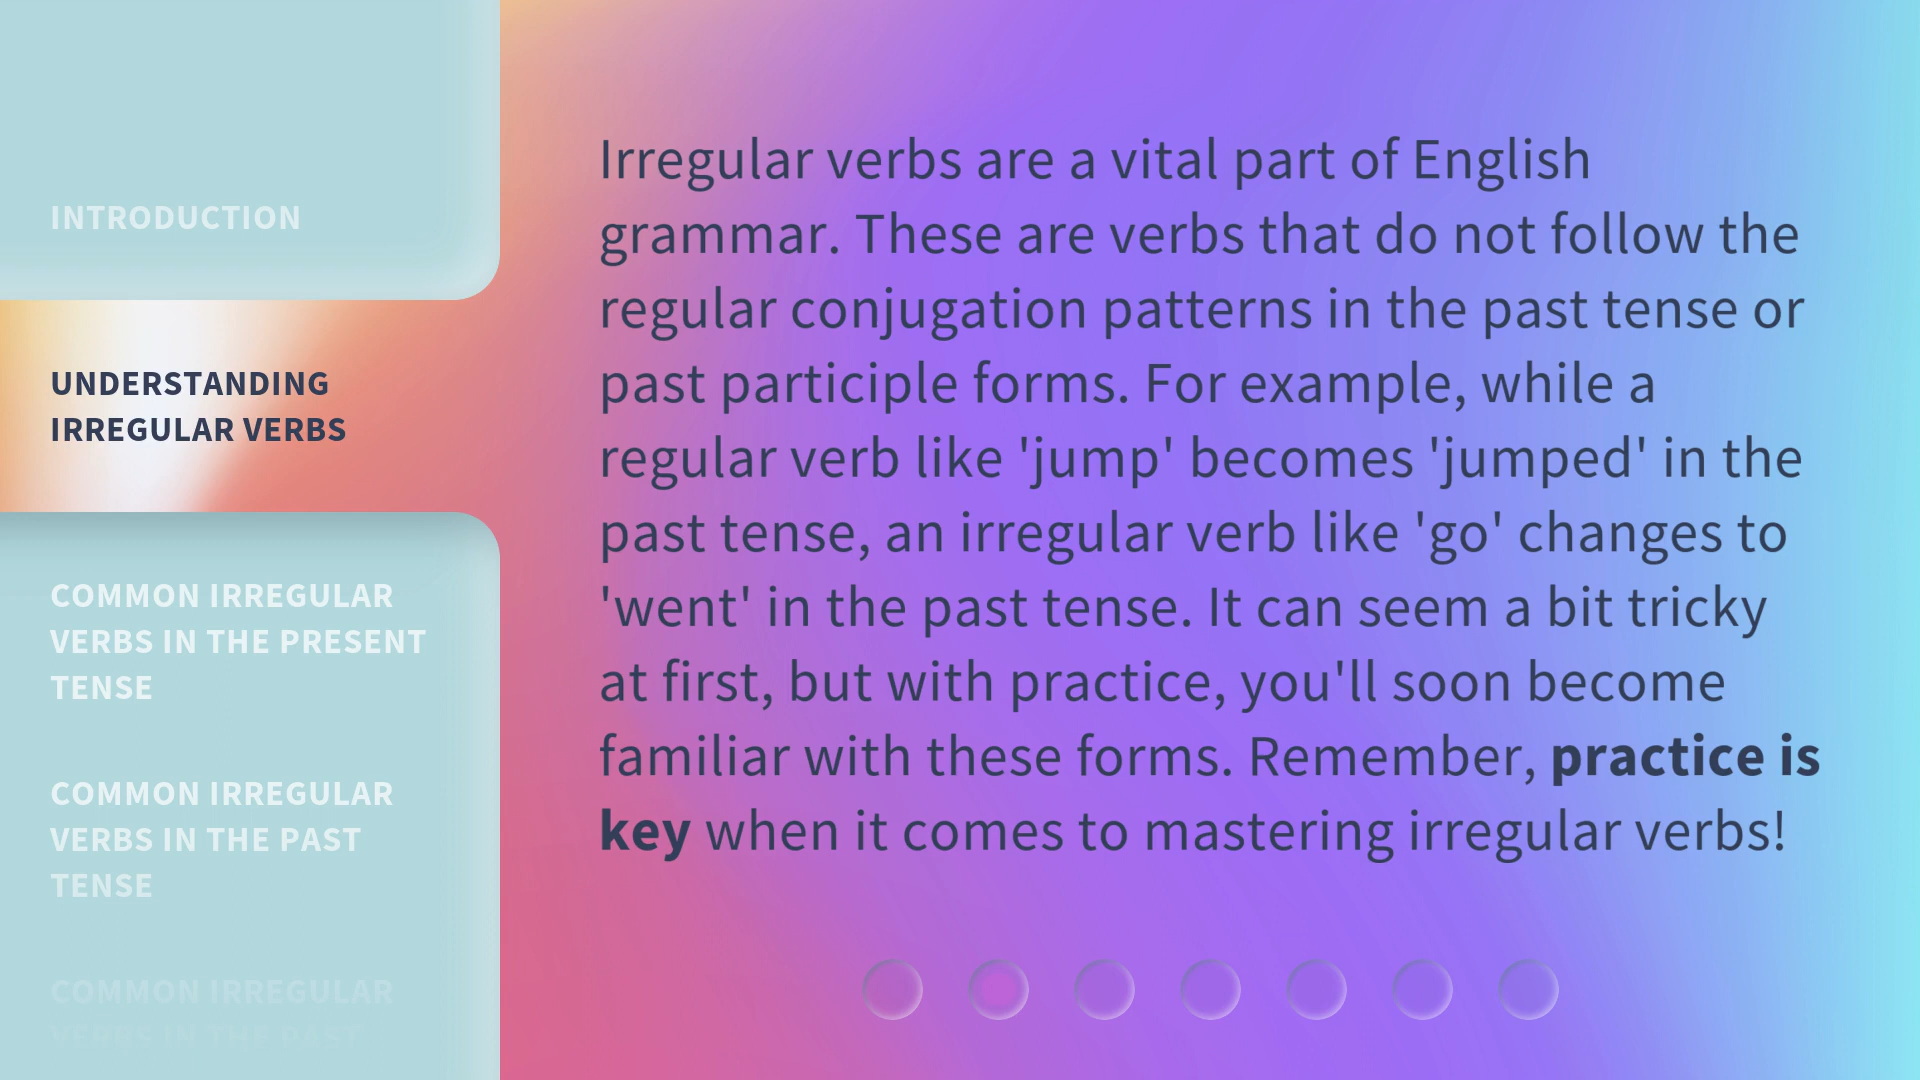 INTRODUCTION
UNDERSTANDING
IRREGULAR VERBS
COMMON IRREGULAR
VERBS IN THE PRESENT
TENSE
COMMON IRREGULAR
VERBS IN THE PAST
TENSE
COMMON IRREGULAR
VERBS IN THE PAST
Irregular verbs are a vital part of English
grammar. These are verbs that do not follow the
regular conjugation patterns in the past tense or
past participle forms. For example, while a
regular verb like 'jump' becomes 'jumped' in the
past tense, an irregular verb like 'go' changes to
'went' in the past tense. It can seem a bit tricky
at first, but with practice, you'll soon become
familiar with these forms. Remember, practice is
key when it comes to mastering irregular verbs!